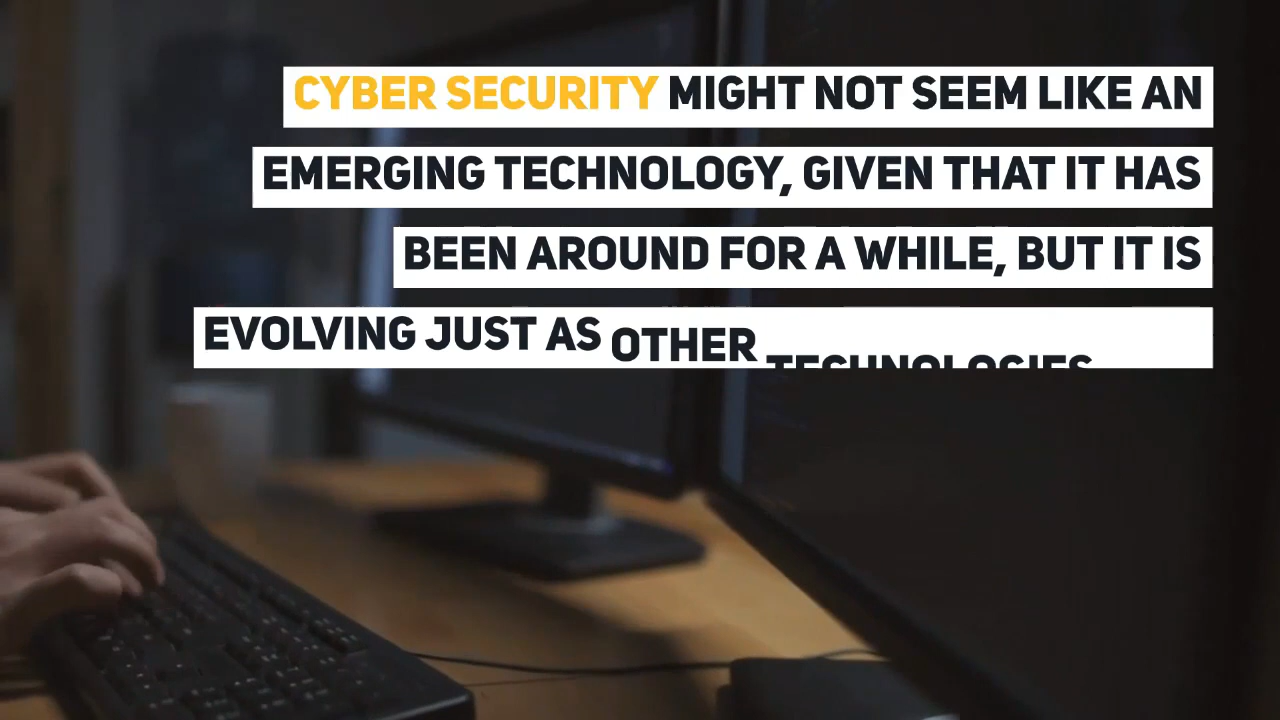 CYBER SECURITY MIGHT NOT SEEM LIKE AN
EMERGING TECHNOLOGY, GIVEN THAT IT HAS
BEEN AROUND FOR A WHILE, BUT IT IS
EVOLVING JUST AS OTHER TECHNOLOGIES